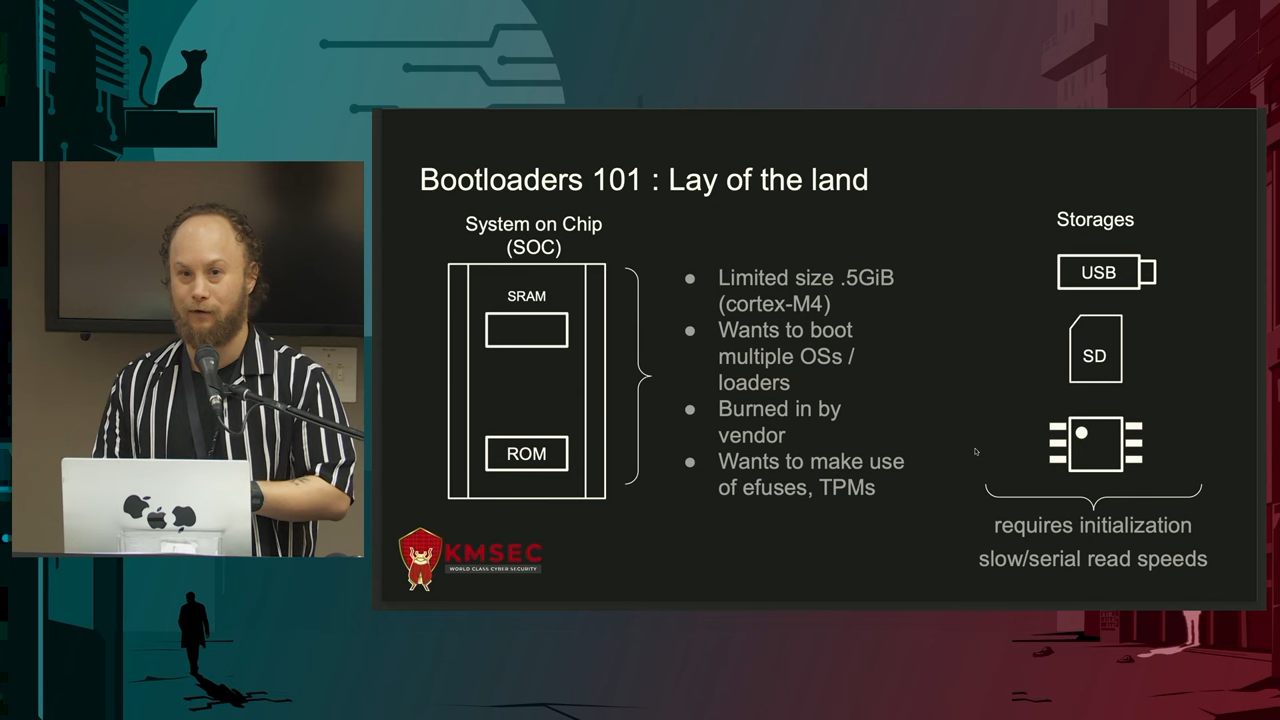 Bootloaders 101 : Lay of the land
System on Chip
(SOC)
SRAM
ROM
Limited size .5GiB
(cortex-M4)
Wants to boot
multiple OSs /
loaders
Burned in by
vendor
Wants to make use
of efuses, TPMs
Storages
USB
SD
requires initialization
slow/serial read speeds
KMSEC
WORLD CLASS CYBER SECURITY